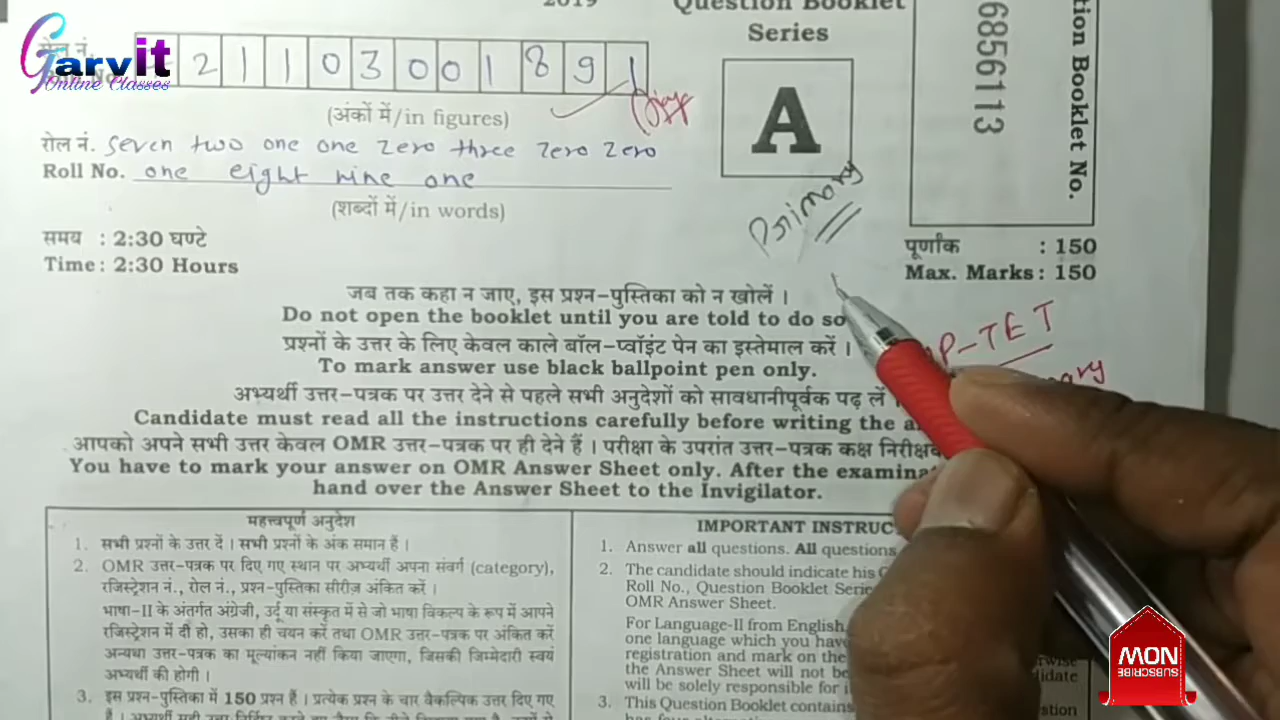 2019
Question Booklet
Series
A
Garvit
Online Classes
रोल नं.
Roll No.
2 1 1 0 3 0 0 1 8 9 1
(अंकों में/in figures)
रोल नं. seven two one one zero three zero zero
Roll No. one eight nine one
(शब्दों में/in words)
Primary
6856113
tion Booklet No.
समय : 2:30 घण्टे
Time: 2:30 Hours
पूर्णांक : 150
Max. Marks: 150
जब तक कहा न जाए, इस प्रश्न-पुस्तिका को न खोलें ।
Do not open the booklet until you are told to do so
प्रश्नों के उत्तर के लिए केवल काले बॉल-प्वॉइंट पेन का इस्तेमाल करें ।
To mark answer use black ballpoint pen only.
P-TET
अभ्यर्थी उत्तर-पत्रक पर उत्तर देने से पहले सभी अनुदेशों को सावधानीपूर्वक पढ़ लें ।
Candidate must read all the instructions carefully before writing the a
आपको अपने सभी उत्तर केवल OMR उत्तर-पत्रक पर ही देने हैं । परीक्षा के उपरांत उत्तर-पत्रक कक्ष निरीक्षक
You have to mark your answer on OMR Answer Sheet only. After the examina
hand over the Answer Sheet to the Invigilator.
महत्त्वपूर्ण अनुदेश
1. सभी प्रश्नों के उत्तर दें । सभी प्रश्नों के अंक समान हैं ।
2. OMR उत्तर-पत्रक पर दिए गए स्थान पर अभ्यर्थी अपना संवर्ग (category),
रजिस्ट्रेशन नं., रोल नं., प्रश्न-पुस्तिका सीरीज़ अंकित करें ।
भाषा-II के अंतर्गत अंग्रेजी, उर्दू या संस्कृत में से जो भाषा विकल्प के रूप में आपने
रजिस्ट्रेशन में दी हो, उसका ही चयन करें तथा OMR उत्तर-पत्रक पर अंकित करें
अन्यथा उत्तर-पत्रक का मूल्यांकन नहीं किया जाएगा, जिसकी जिम्मेदारी स्वयं
अभ्यर्थी की होगी ।
3. इस प्रश्न-पुस्तिका में 150 प्रश्न हैं । प्रत्येक प्रश्न के चार वैकल्पिक उत्तर दिए गए
IMPORTANT INSTRUC
1. Answer all questions. All questions
2. The candidate should indicate his
Roll No., Question Booklet Serie
OMR Answer Sheet.
For Language-II from English
one language which you have
registration and mark on the
the Answer Sheet will not be
will be solely responsible for
3. This Question Booklet contains
SUBSCRIBE
NOW